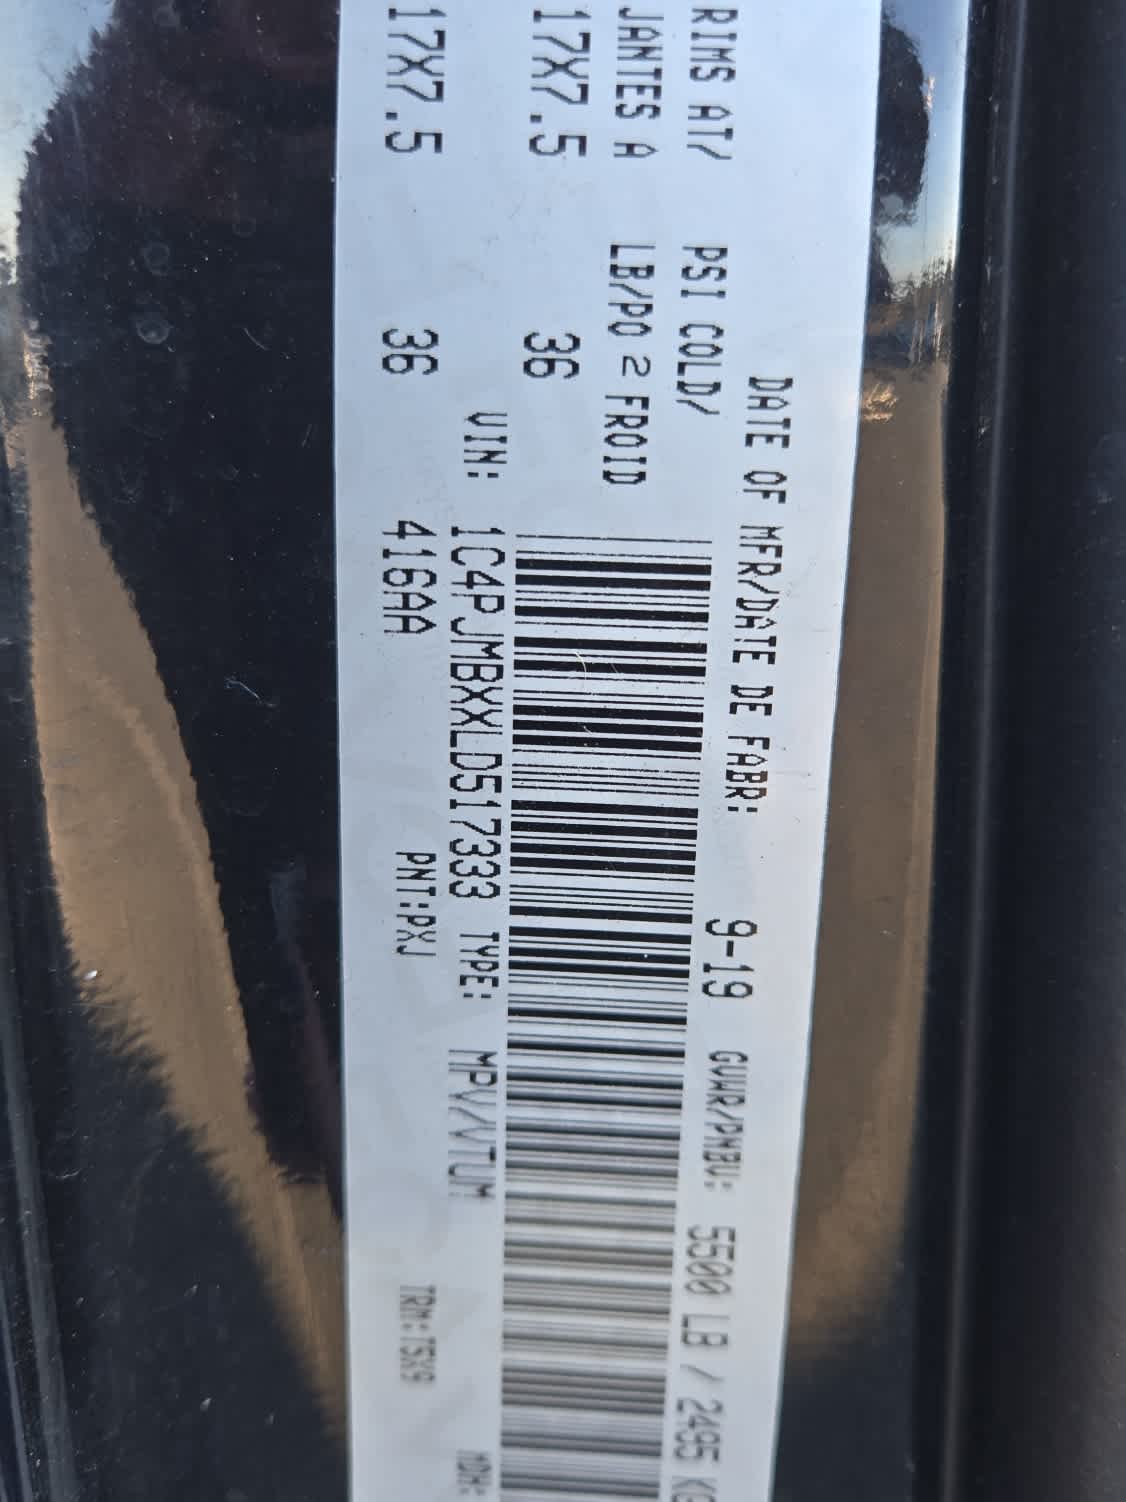 DATE OF MFR/DATE DE FABR: 9-19 GVWR/PNBV: 5500 LB / 2495 KG
RIMS AT/ PSI COLD/
JANTES A LB/PO 2 FROID
17X7.5 36
VIN: 1C4PJMBXXLD517333 TYPE: MPV/VTUM
17X7.5 36 416AA PNT:PXJ TRM: